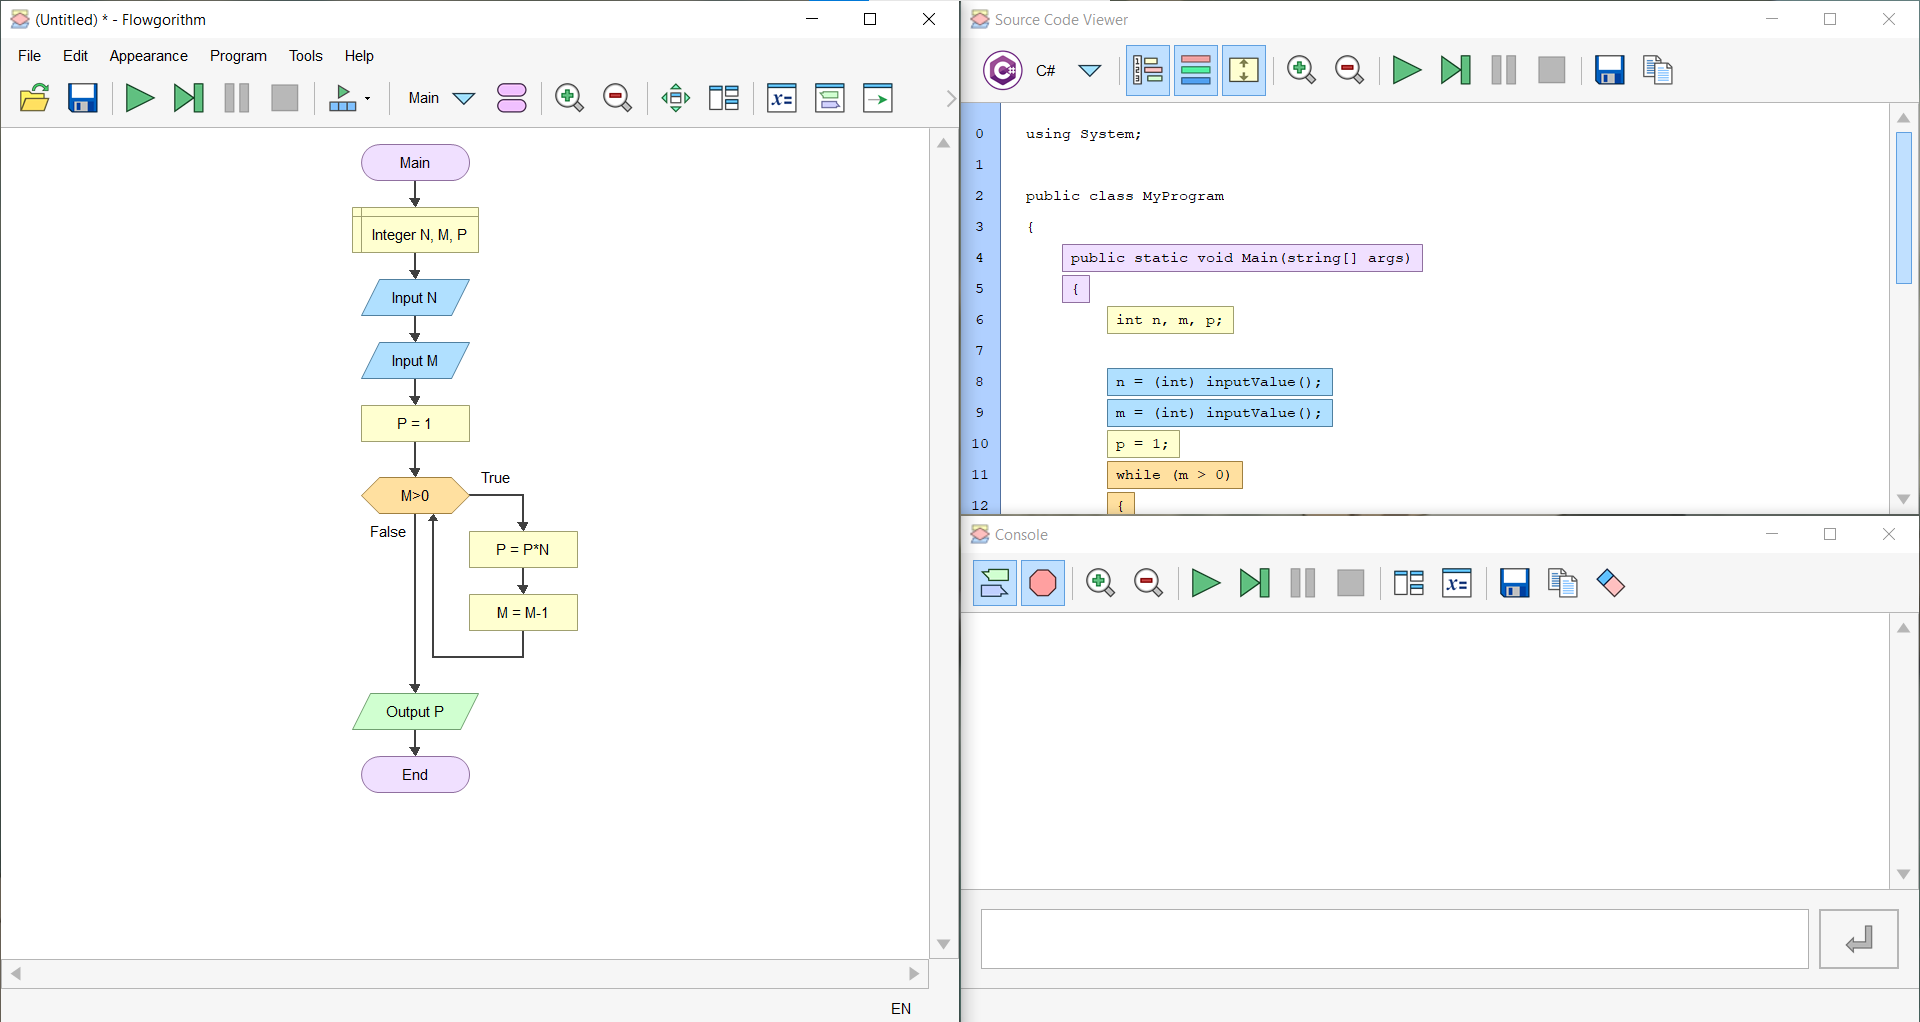 (Untitled) * - Flowgorithm
File Edit Appearance Program Tools Help
Main
x=
Main
Integer N, M, P
Input N
Input M
P = 1
M>0
True
False
P = P*N
M = M-1
Output P
End
EN
Source Code Viewer
C#
0 using System;
1
2 public class MyProgram
3 {
4 public static void Main(string[] args)
5 {
6 int n, m, p;
7
8 n = (int) inputValue();
9 m = (int) inputValue();
10 p = 1;
11 while (m > 0)
12 {
Console
x=